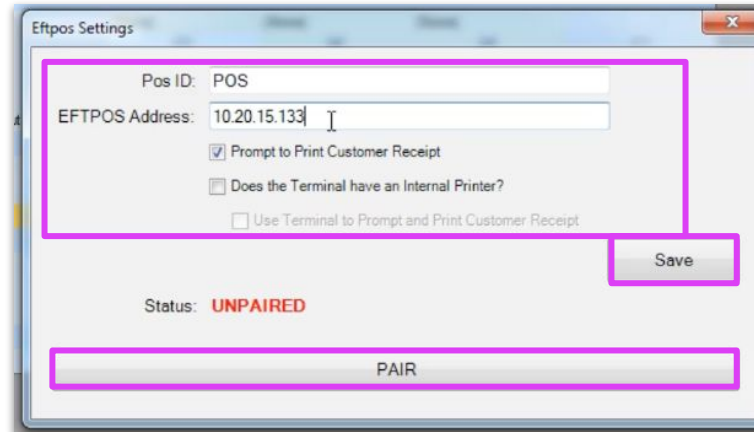 Eftpos Settings
Pos ID: POS
EFTPOS Address: 10.20.15.133
Prompt to Print Customer Receipt
Does the Terminal have an Internal Printer?
Use Terminal to Prompt and Print Customer Receipt
Save
Status: UNPAIRED
PAIR